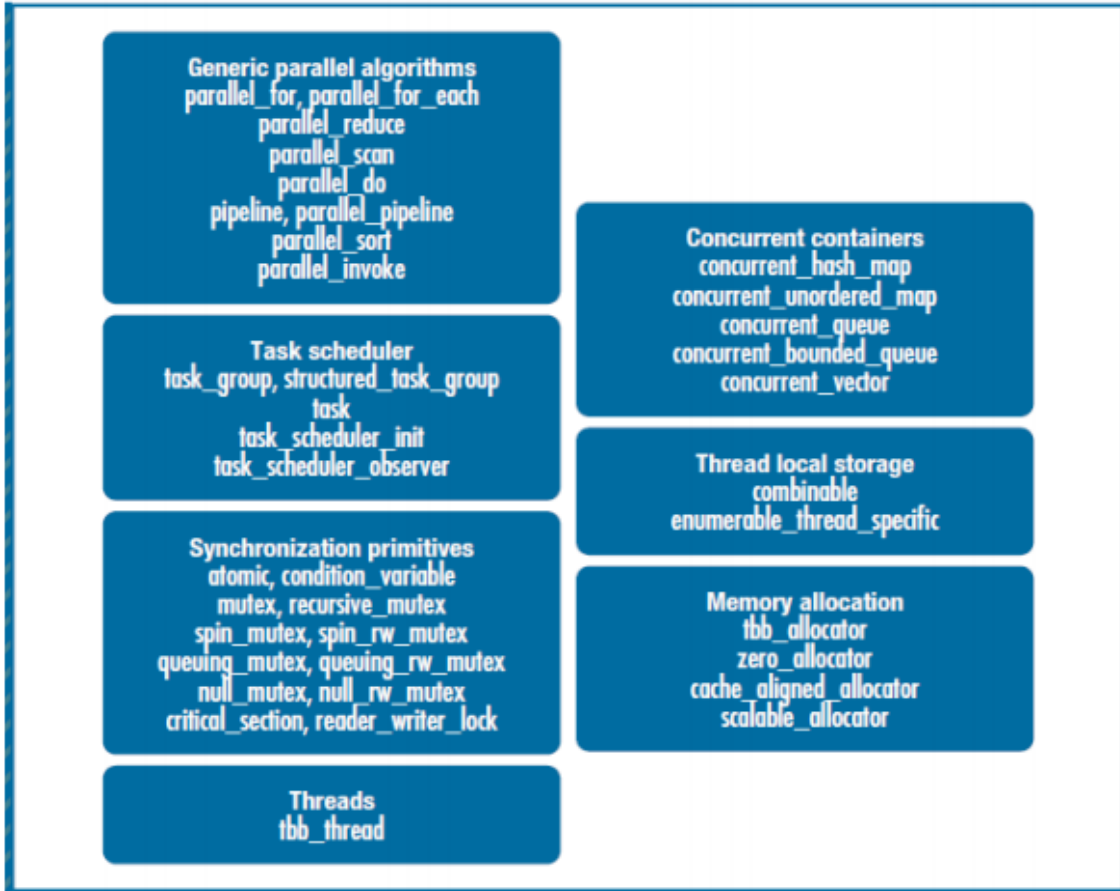 Generic parallel algorithms
parallel_for, parallel_for_each
parallel_reduce
parallel_scan
parallel_do
pipeline, parallel_pipeline
parallel_sort
parallel_invoke
Task scheduler
task_group, structured_task_group
task
task_scheduler_init
task_scheduler_observer
Synchronization primitives
atomic, condition_variable
mutex, recursive_mutex
spin_mutex, spin_rw_mutex
queuing_mutex, queuing_rw_mutex
null_mutex, null_rw_mutex
critical_section, reader_writer_lock
Threads
tbb_thread
Concurrent containers
concurrent_hash_map
concurrent_unordered_map
concurrent_queue
concurrent_bounded_queue
concurrent_vector
Thread local storage
combinable
enumerable_thread_specific
Memory allocation
tbb_allocator
zero_allocator
cache_aligned_allocator
scalable_allocator